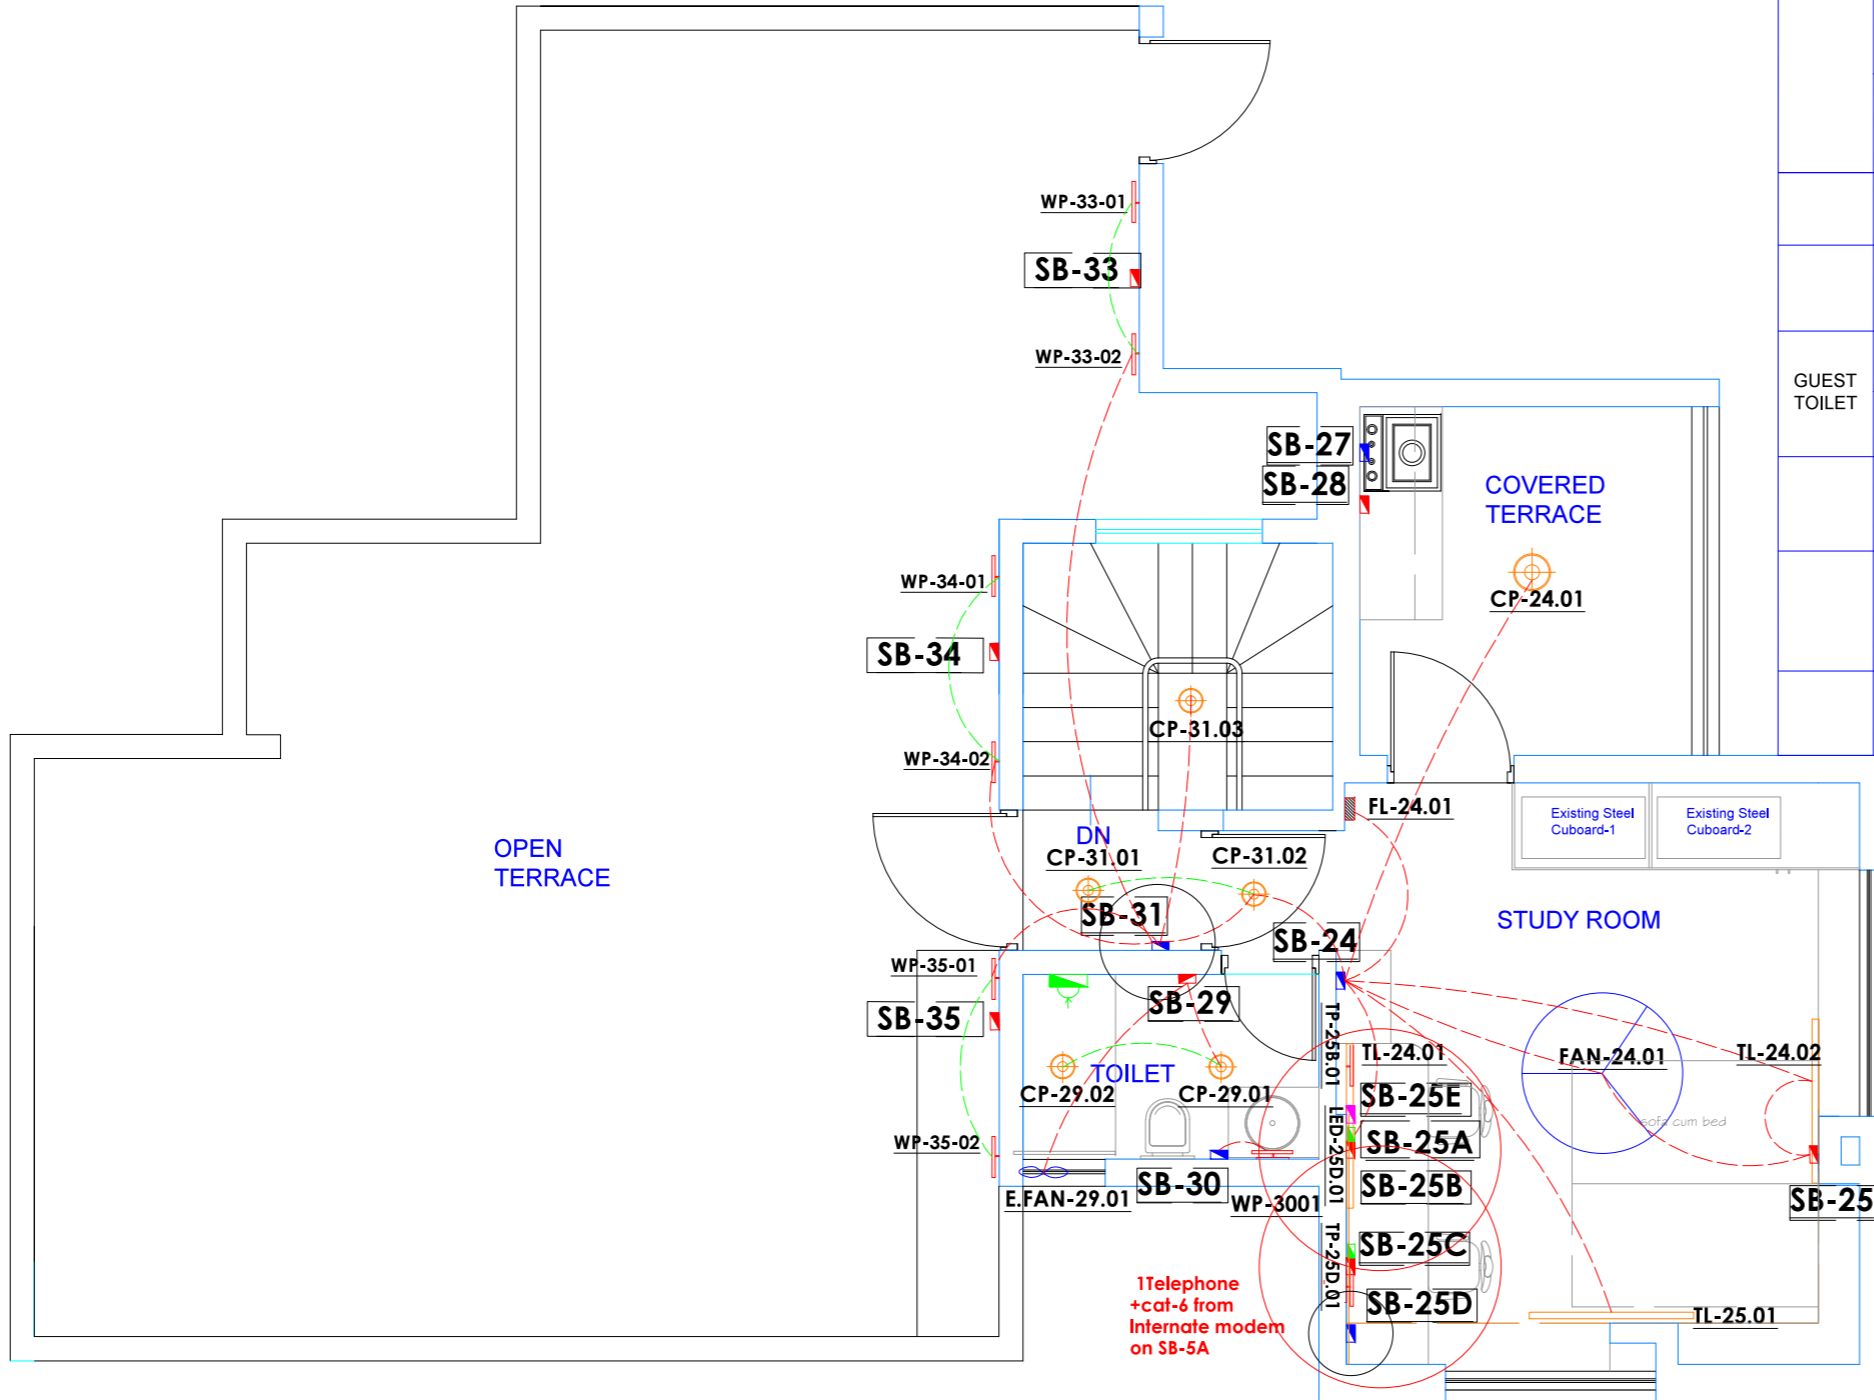 WP-33-01
SB-33
WP-33-02
GUEST
TOILET
SB-27
SB-28
COVERED
TERRACE
CP-24.01
WP-34-01
SB-34
CP-31.03
WP-34-02
FL-24.01
Existing Steel
Cuboard-1
Existing Steel
Cuboard-2
OPEN
TERRACE
DN
CP-31.01
CP-31.02
SB-31
SB-24
STUDY ROOM
WP-35-01
SB-35
SB-29
TP-25B.01
TL-24.01
FAN-24.01
TL-24.02
TOILET
CP-29.02
CP-29.01
SB-25E
sofa cum bed
LED-25D.01
SB-25A
WP-35-02
SB-25B
E.FAN-29.01
SB-30
WP-3001
SB-25
TP-25D.01
SB-25C
1Telephone
+cat-6 from
Internate modem
on SB-5A
SB-25D
TL-25.01